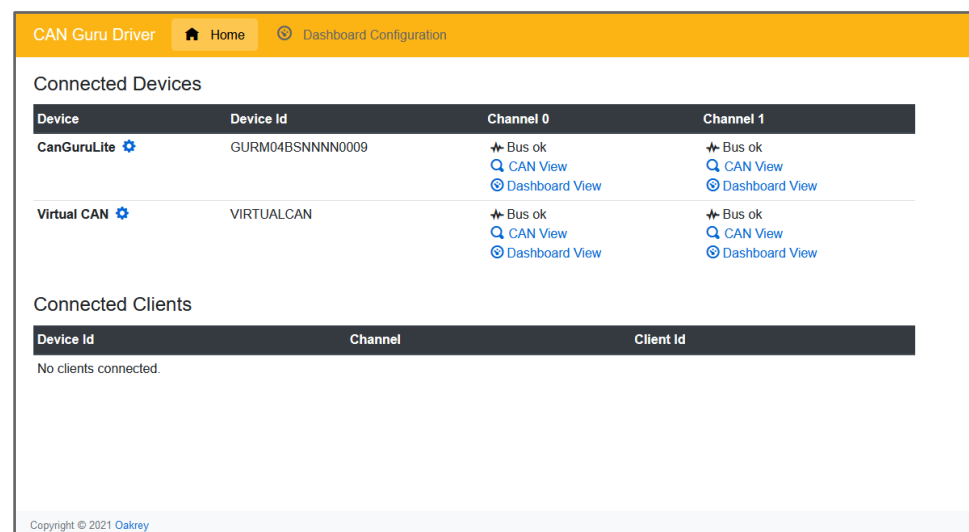 CAN Guru Driver Home Dashboard Configuration
Connected Devices
Device Device Id Channel 0 Channel 1
CanGuruLite GURM04BSNNNN0009 Bus ok Bus ok
CAN View CAN View
Dashboard View Dashboard View
Virtual CAN VIRTUALCAN Bus ok Bus ok
CAN View CAN View
Dashboard View Dashboard View
Connected Clients
Device Id Channel Client Id
No clients connected.
Copyright © 2021 Oakrey